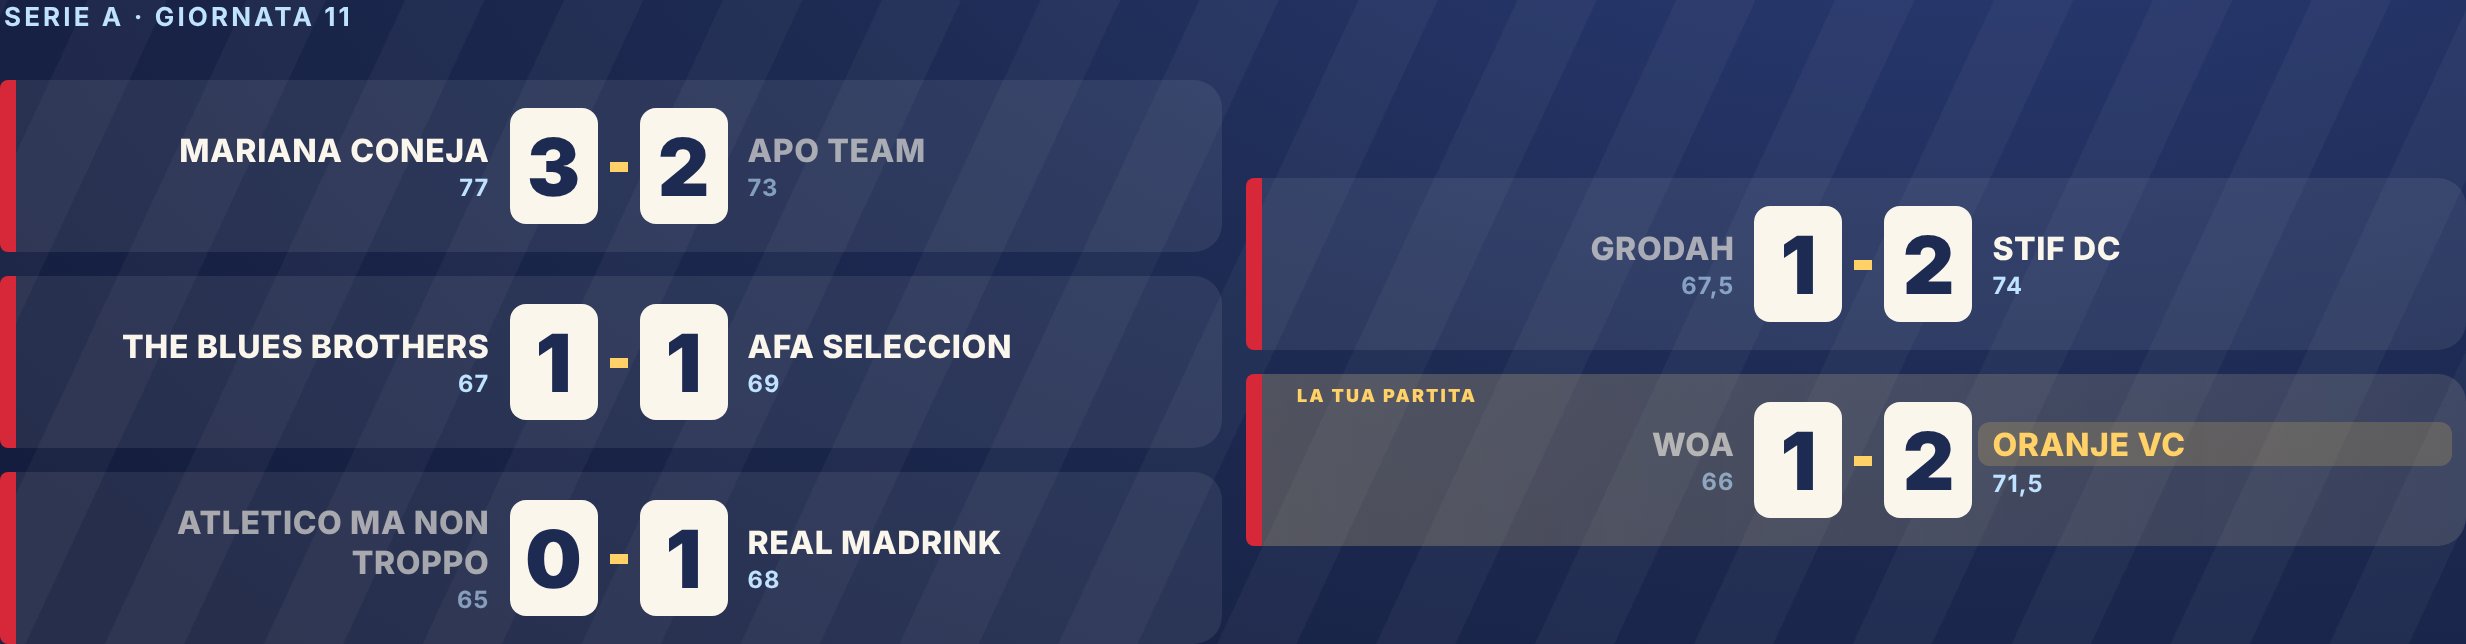 SERIE A · GIORNATA 11
MARIANA CONEJA 3 - 2 APO TEAM
77 73
THE BLUES BROTHERS 1 - 1 AFA SELECCION
67 69
ATLETICO MA NON
TROPPO 0 - 1 REAL MADRINK
65 68
GRODAH 1 - 2 STIF DC
67,5 74
LA TUA PARTITA
WOA 1 - 2 ORANJE VC
66 71,5